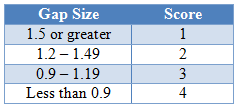 Gap Size Score
1.5 or greater 1
1.2 – 1.49 2
0.9 – 1.19 3
Less than 0.9 4